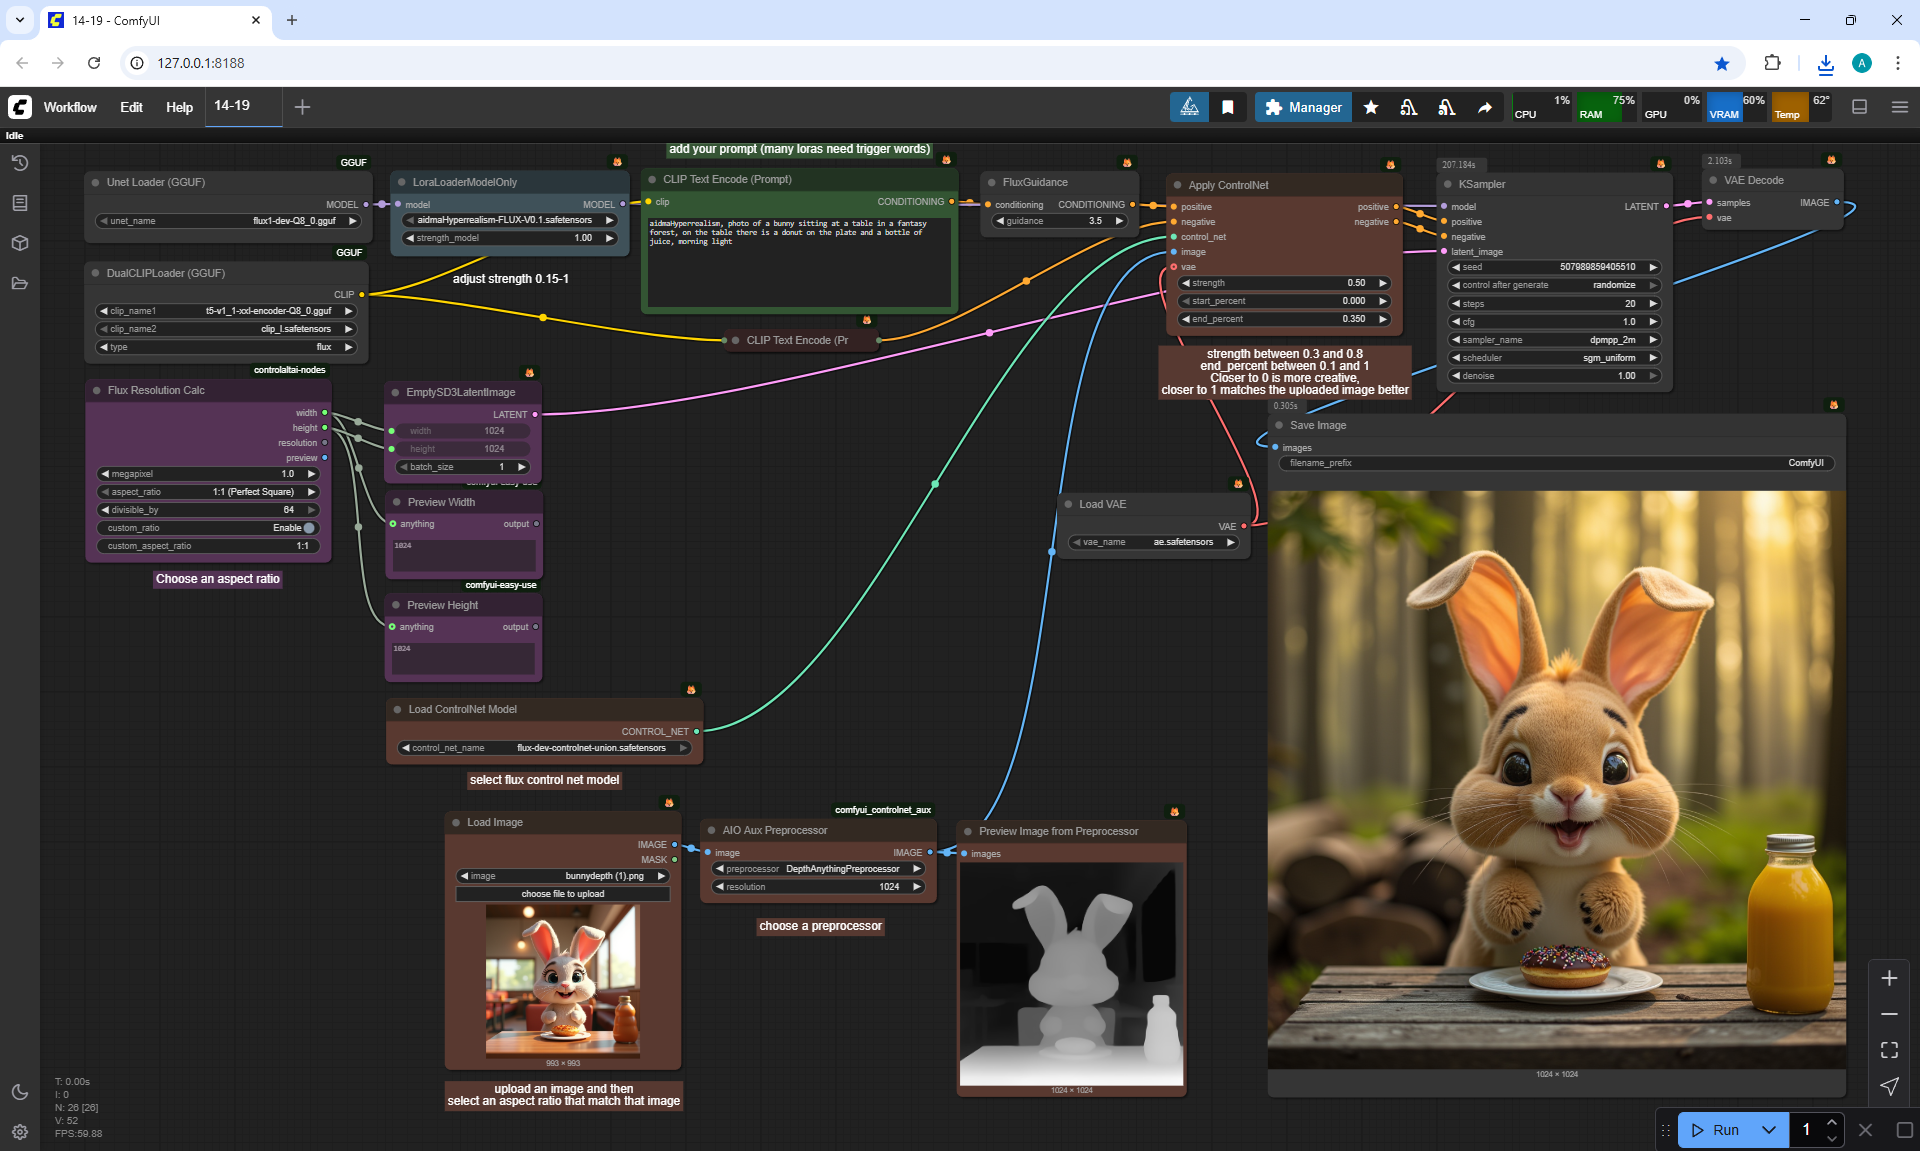 14-19 - ComfyUI
127.0.0.1:8188
A
Workflow
Edit
Help
14-19
Manager
1%
CPU
75%
RAM
0%
GPU
60%
VRAM
62°
Temp
Idle
add your prompt (many loras need trigger words)
GGUF
Unet Loader (GGUF)
MODEL
unet_name
flux1-dev-Q8_0.gguf
LoraLoaderModelOnly
model
MODEL
aidmaHyperrealism-FLUX-V0.1.safetensors
strength_model
1.00
adjust strength 0.15-1
CLIP Text Encode (Prompt)
clip
CONDITIONING
aidmaHyperrealism, photo of a bunny sitting at a table in a fantasy
forest, on the table there is a donut on the plate and a bottle of
juice, morning light
FluxGuidance
conditioning
CONDITIONING
guidance
3.5
Apply ControlNet
positive
positive
negative
negative
control_net
image
vae
strength
0.50
start_percent
0.000
end_percent
0.350
strength between 0.3 and 0.8
end_percent between 0.1 and 1
Closer to 0 is more creative,
closer to 1 matches the uploaded image better
207.184s
KSampler
model
LATENT
positive
negative
latent_image
seed
507989859405510
control after generate
randomize
steps
20
cfg
1.0
sampler_name
dpmpp_2m
scheduler
sgm_uniform
denoise
1.00
2.103s
VAE Decode
samples
IMAGE
vae
GGUF
DualCLIPLoader (GGUF)
CLIP
clip_name1
t5-v1_1-xxl-encoder-Q8_0.gguf
clip_name2
clip_l.safetensors
type
flux
CLIP Text Encode (Pr
controlaltai-nodes
Flux Resolution Calc
width
height
resolution
preview
megapixel
1.0
aspect_ratio
1:1 (Perfect Square)
divisible_by
64
custom_ratio
Enable
custom_aspect_ratio
1:1
Choose an aspect ratio
EmptySD3LatentImage
LATENT
width
1024
height
1024
batch_size
1
comfyui-easy-use
Preview Width
anything
output
1024
comfyui-easy-use
Preview Height
anything
output
1024
Load VAE
VAE
vae_name
ae.safetensors
0.305s
Save Image
images
filename_prefix
ComfyUI
1024 × 1024
Load ControlNet Model
CONTROL_NET
control_net_name
flux-dev-controlnet-union.safetensors
select flux control net model
Load Image
IMAGE
MASK
image
bunnydepth (1).png
choose file to upload
993 × 993
upload an image and then
select an aspect ratio that match that image
comfyui_controlnet_aux
AIO Aux Preprocessor
image
IMAGE
preprocessor
DepthAnythingPreprocessor
resolution
1024
choose a preprocessor
Preview Image from Preprocessor
images
1024 × 1024
T: 0.00s
I: 0
N: 26 [26]
V: 52
FPS:59.88
Run
1